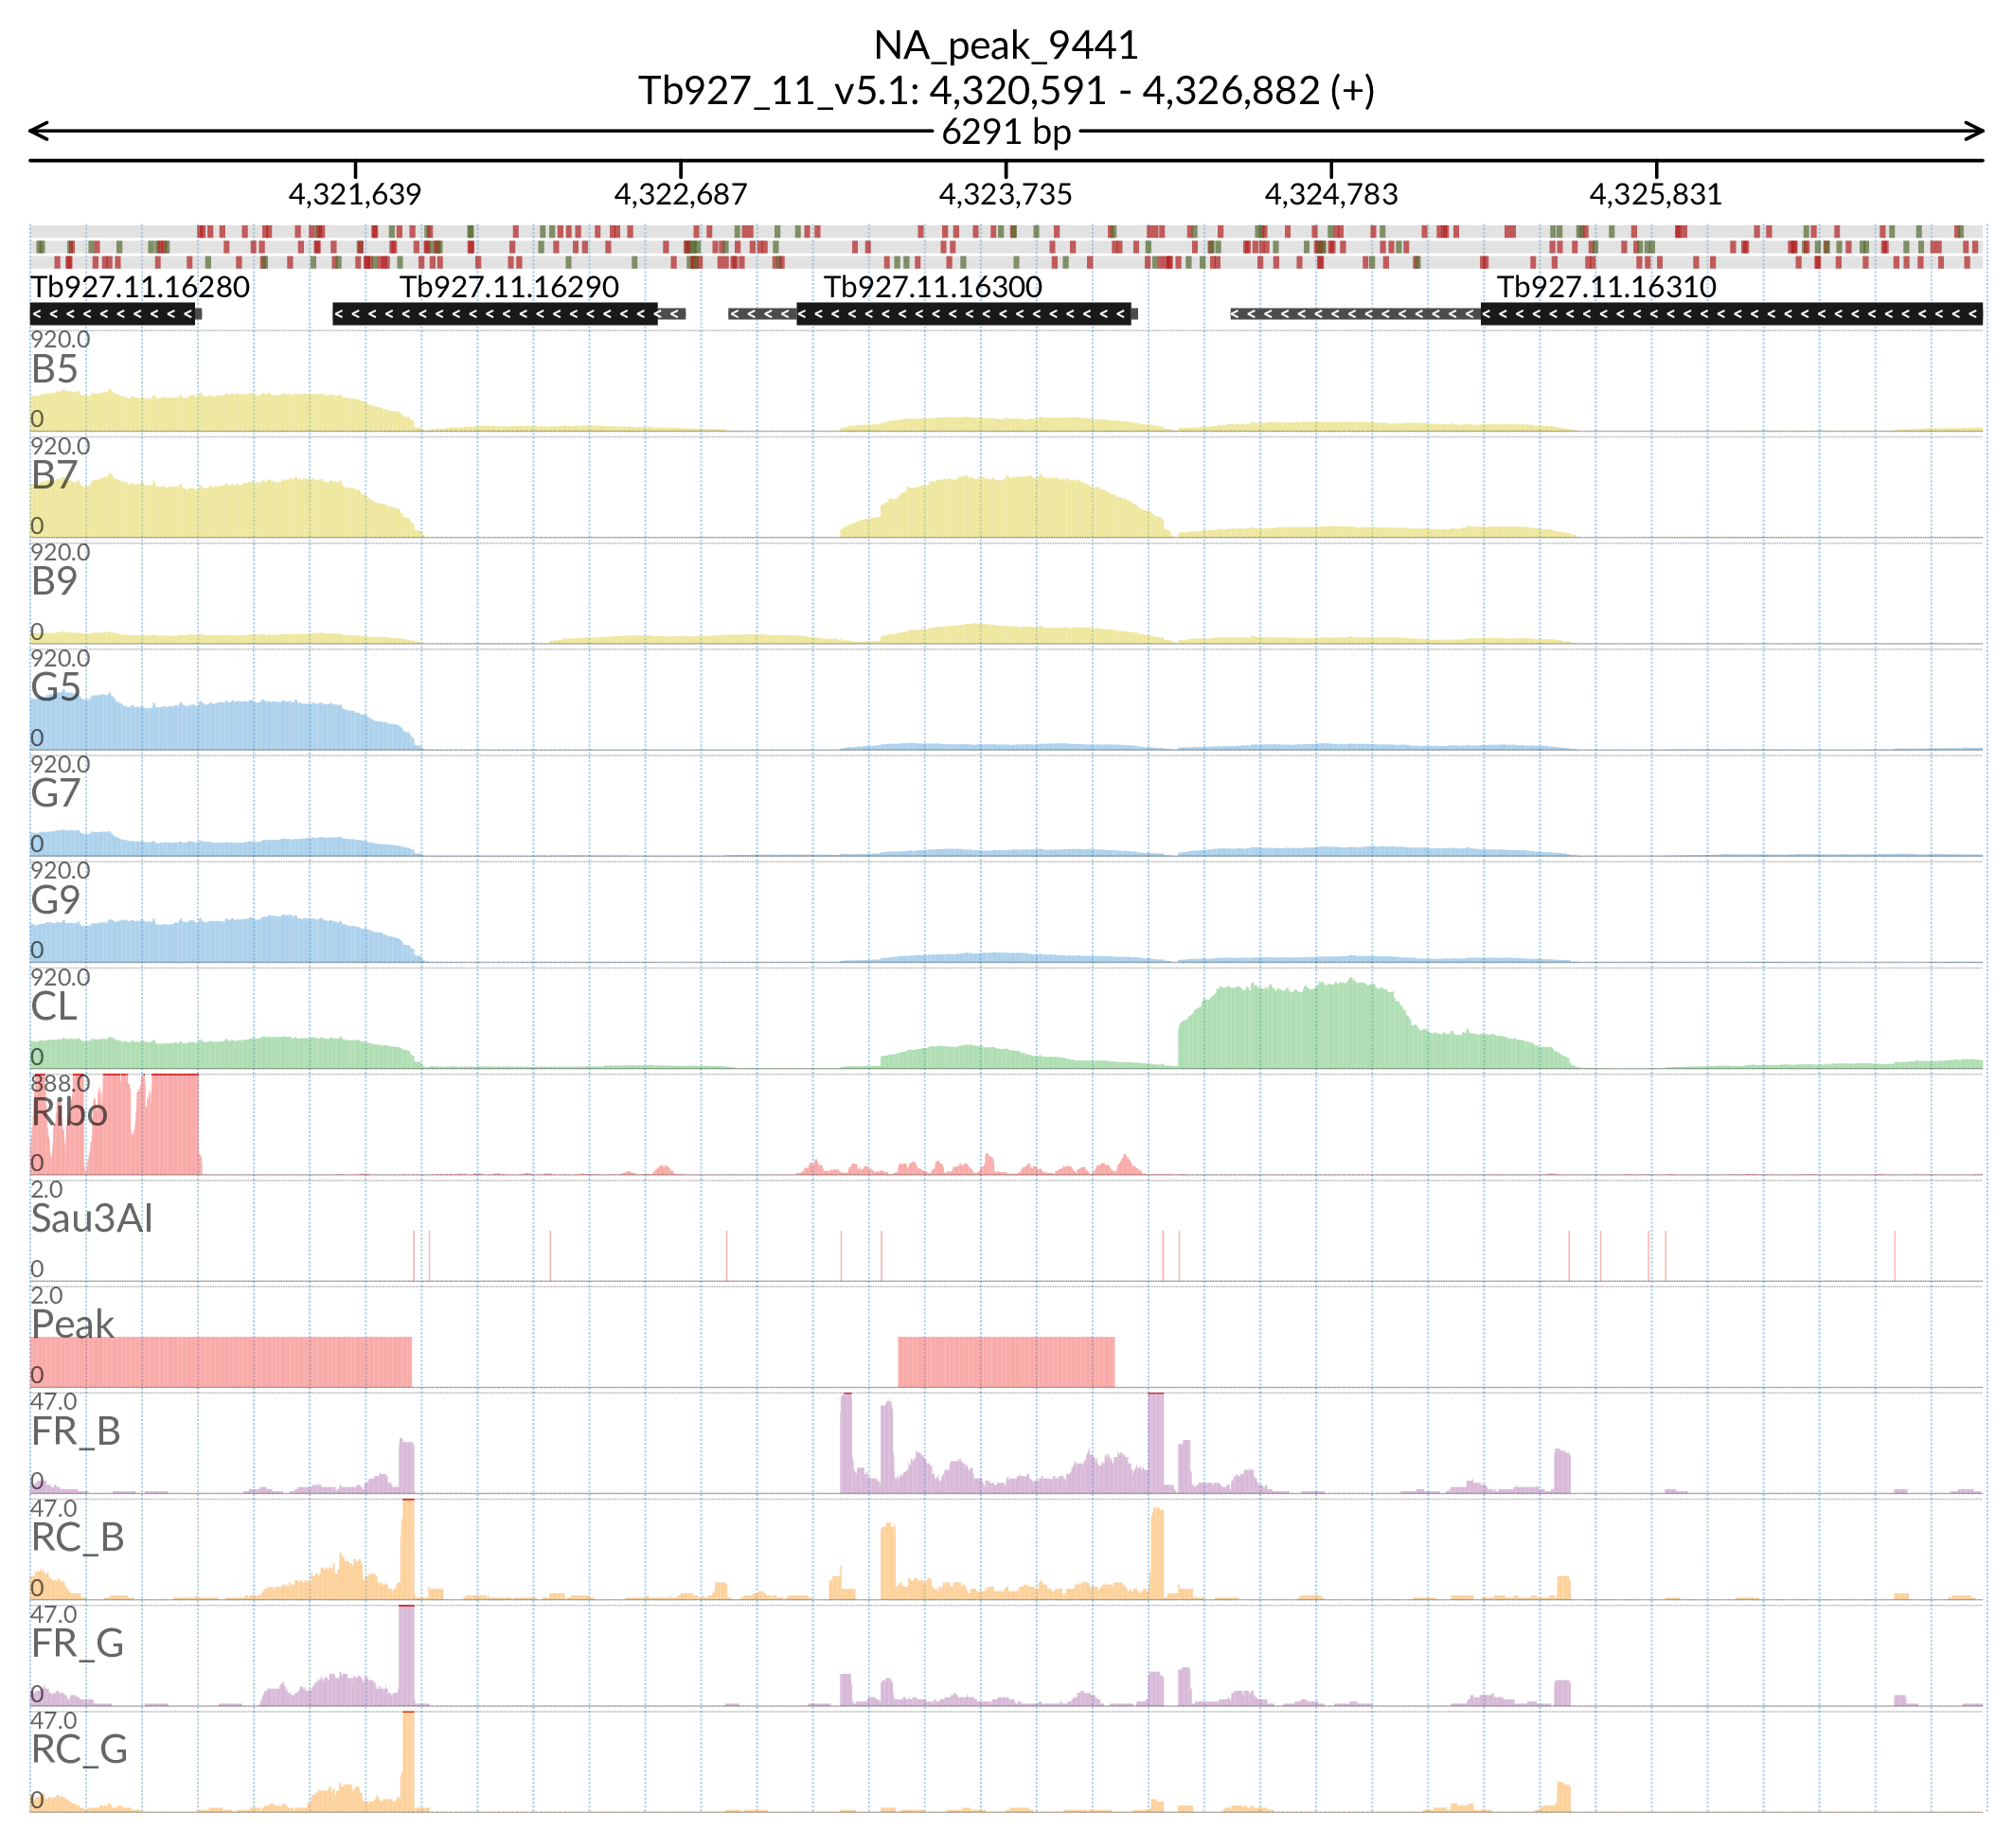 NA_peak_9441
Tb927_11_v5.1: 4,320,591 - 4,326,882 (+)
6291 bp
4,321,639 4,322,687 4,323,735 4,324,783 4,325,831
Tb927.11.16280 Tb927.11.16290 Tb927.11.16300 Tb927.11.16310
920.0
B5
0
920.0
B7
0
920.0
B9
0
920.0
G5
0
920.0
G7
0
920.0
G9
0
920.0
CL
0
888.0
Ribo
0
2.0
Sau3AI
0
2.0
Peak
0
47.0
FR_B
0
47.0
RC_B
0
47.0
FR_G
0
47.0
RC_G
0